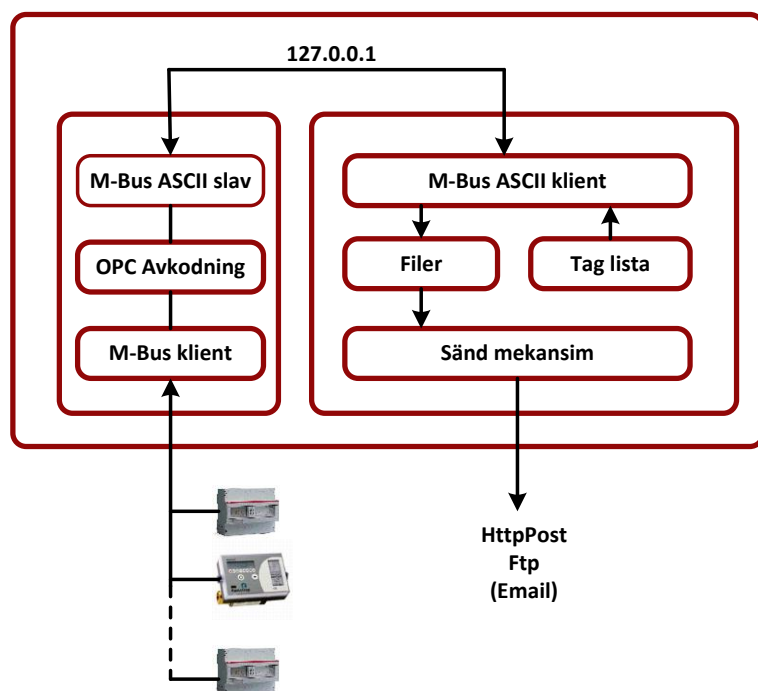 127.0.0.1
M-Bus ASCII slav
OPC Avkodning
M-Bus klient
M-Bus ASCII klient
Filer
Tag lista
Sänd mekansim
HttpPost
Ftp
(Email)